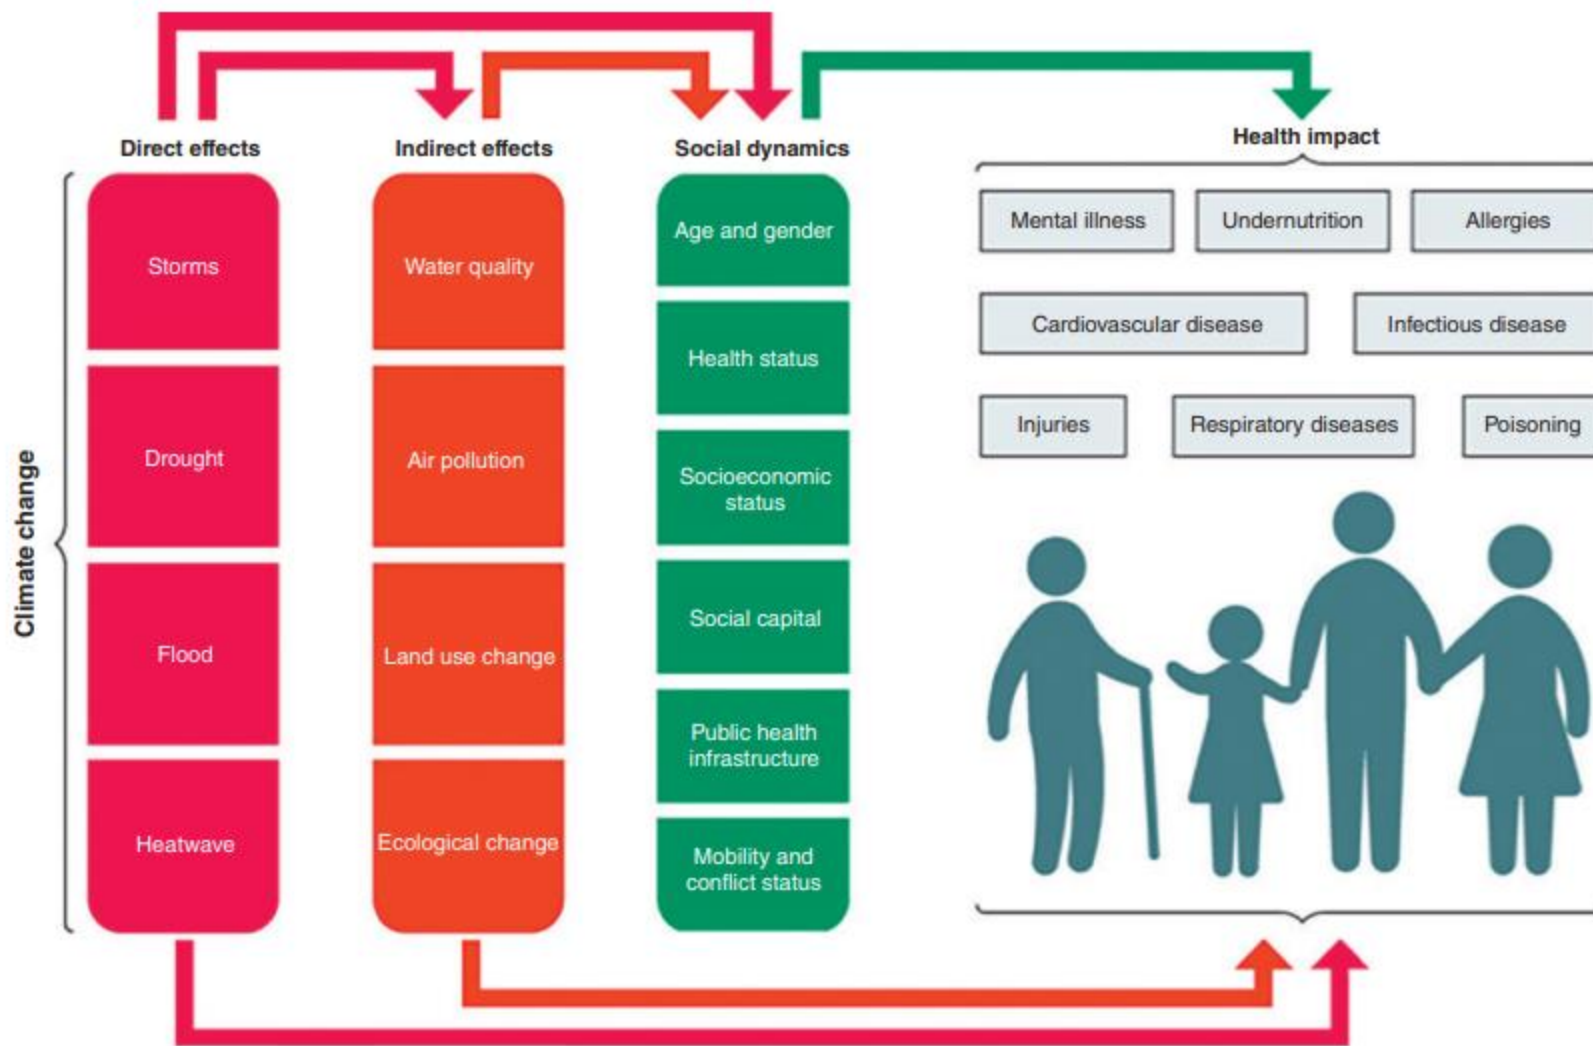 Direct effects
Indirect effects
Social dynamics
Health impact
Climate change
Storms
Drought
Flood
Heatwave
Water quality
Air pollution
Land use change
Ecological change
Age and gender
Health status
Socioeconomic
status
Social capital
Public health
infrastructure
Mobility and
conflict status
Mental illness
Undernutrition
Allergies
Cardiovascular disease
Infectious disease
Injuries
Respiratory diseases
Poisoning